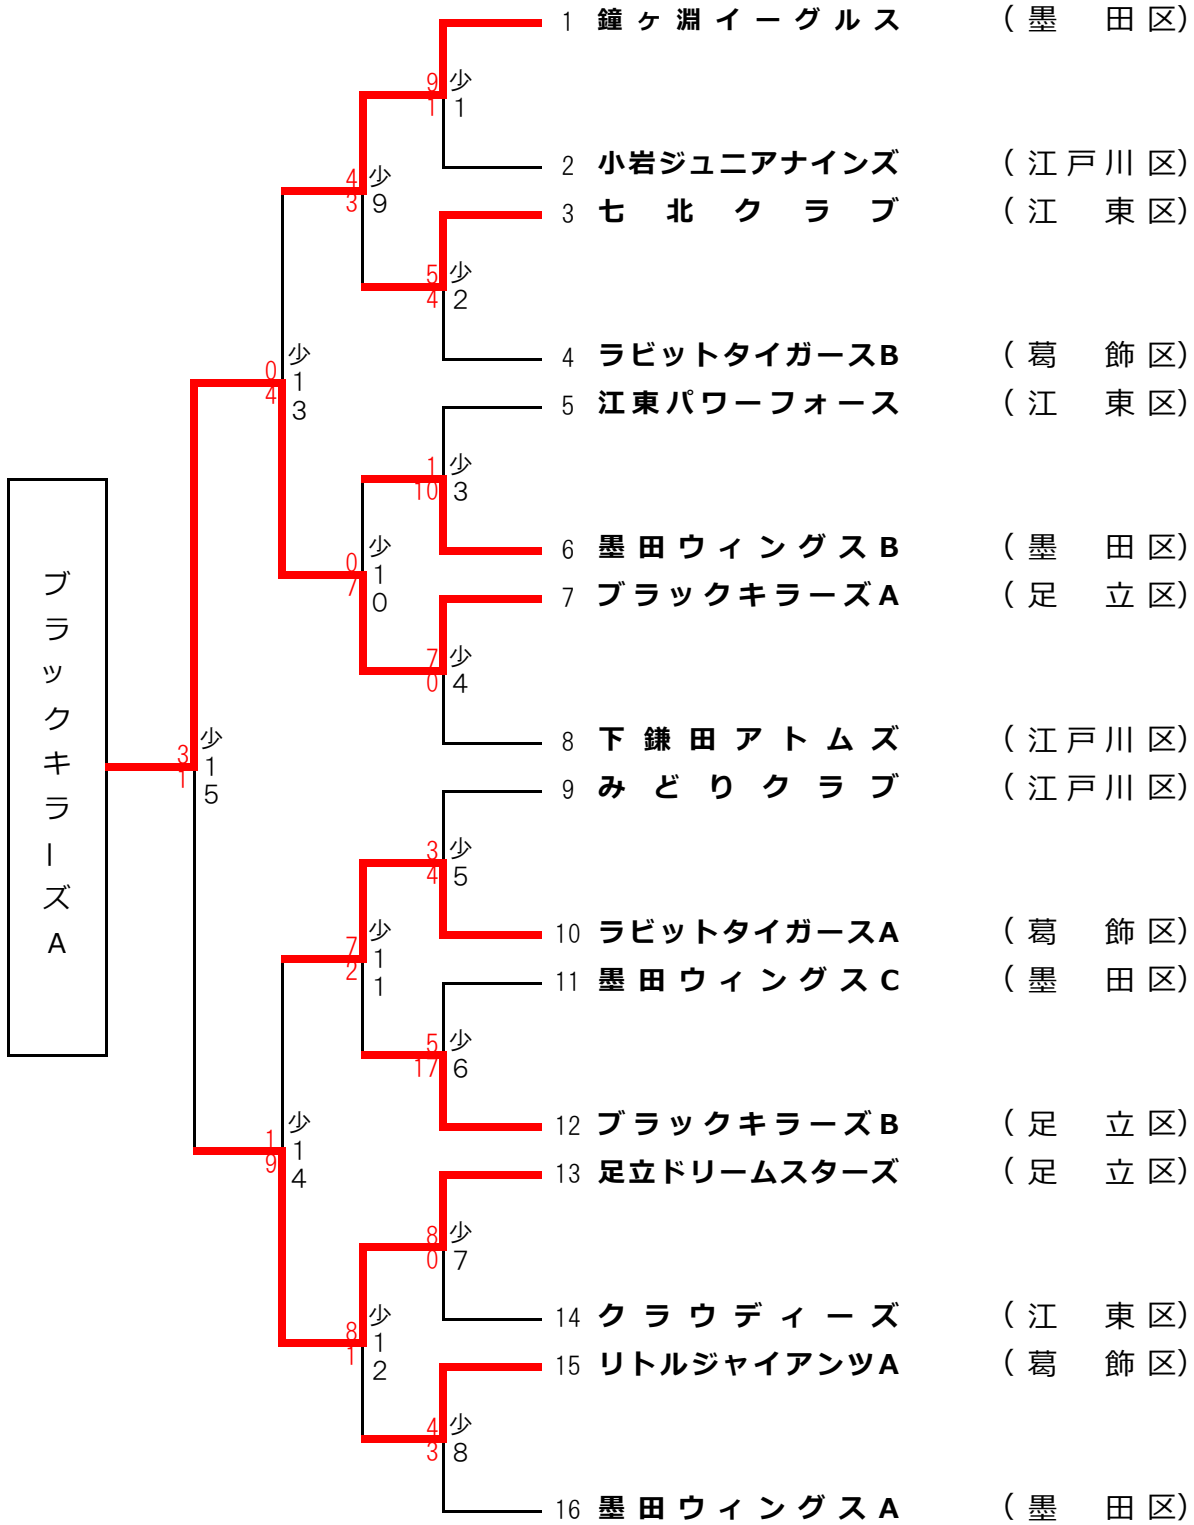 1 鐘ヶ淵イーグルス (墨田区)
9 少
1 1
2 小岩ジュニアナインズ (江戸川区)
4 少
3 9
3 七北クラブ (江東区)
5 少
4 2
4 ラビットタイガースB (葛飾区)
0 少
4 13
5 江東パワーフォース (江東区)
1 少
10 3
6 墨田ウィングスB (墨田区)
0 少
7 10
7 ブラックキラーズA (足立区)
7 少
0 4
8 下鎌田アトムズ (江戸川区)
ブラックキラーズA
3 少
1 15
9 みどりクラブ (江戸川区)
3 少
4 5
10 ラビットタイガースA (葛飾区)
7 少
2 11
11 墨田ウィングスC (墨田区)
5 少
17 6
12 ブラックキラーズB (足立区)
1 少
9 14
13 足立ドリームスターズ (足立区)
8 少
0 7
14 クラウディーズ (江東区)
8 少
1 12
15 リトルジャイアンツA (葛飾区)
4 少
3 8
16 墨田ウィングスA (墨田区)